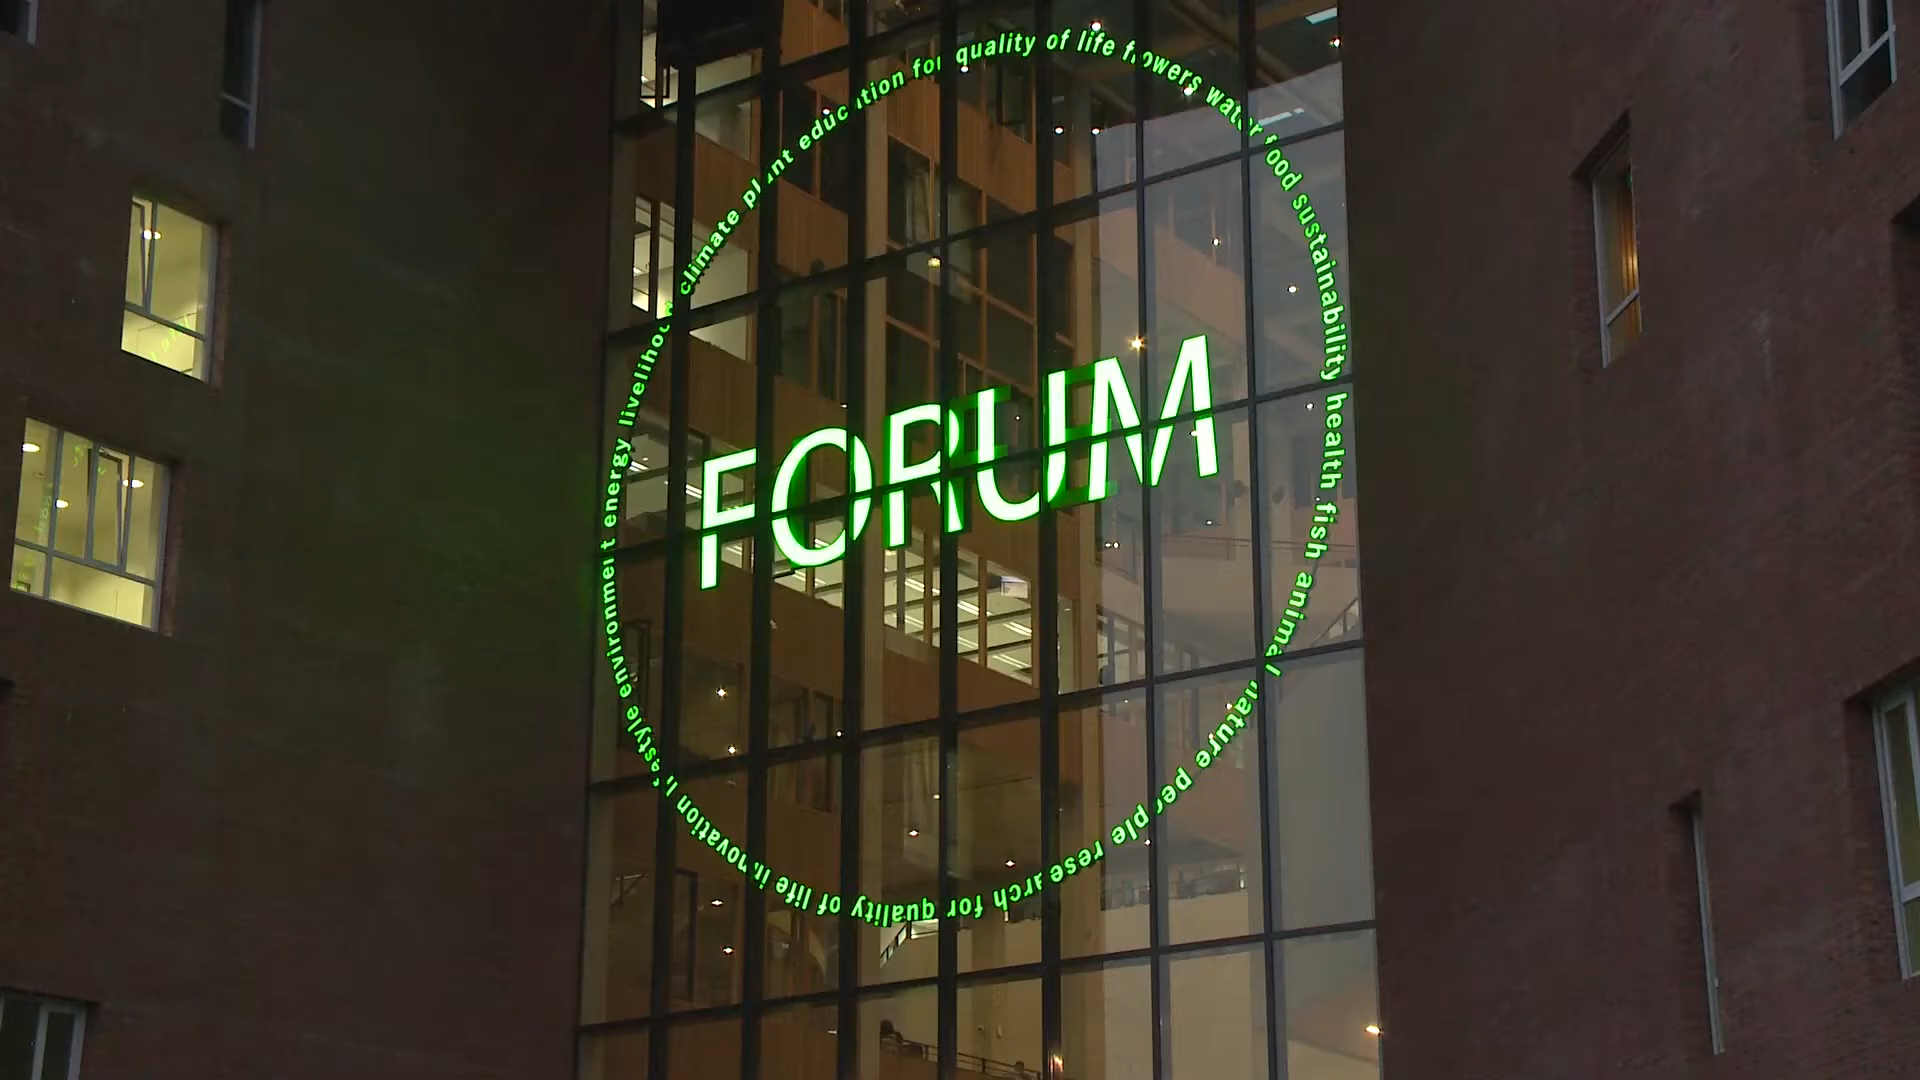 FORUM
quality of life flowers water food sustainability health fish animal nature people research for quality of life innovation lifestyle environment energy livelihood climate plant education for